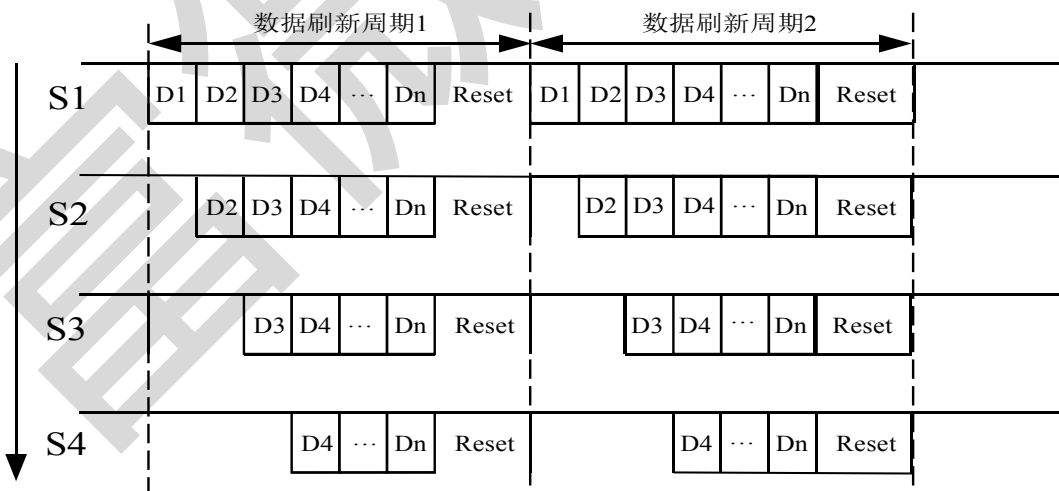 数据刷新周期1 数据刷新周期2
S1 D1 D2 D3 D4 ... Dn Reset D1 D2 D3 D4 ... Dn Reset
S2 D2 D3 D4 ... Dn Reset D2 D3 D4 ... Dn Reset
S3 D3 D4 ... Dn Reset D3 D4 ... Dn Reset
S4 D4 ... Dn Reset D4 ... Dn Reset